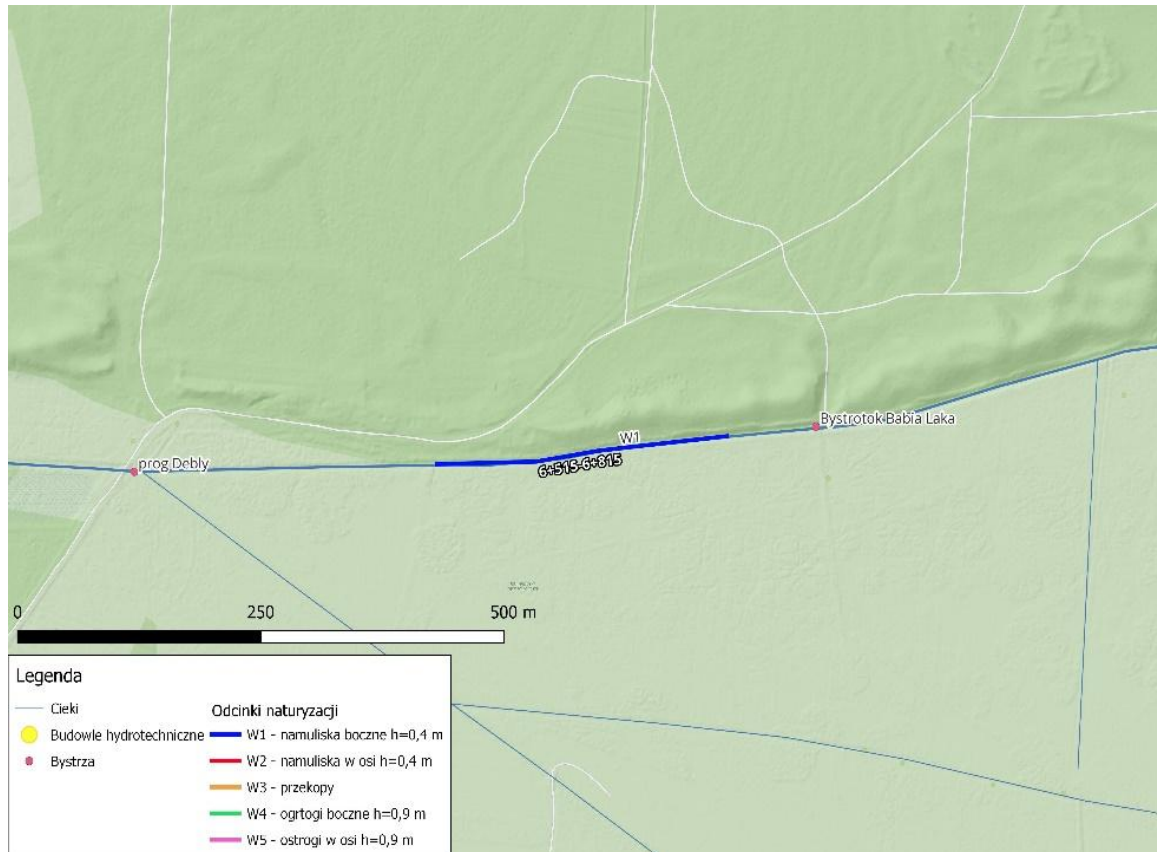 W1
Bystrotok Babia Laka
prog Debly
6+515-6+815
0 250 500 m
Legenda
Cieki
Budowle hydrotechniczne
Bystrza
Odcinki naturyzacji
W1 - namuliska boczne h=0,4 m
W2 - namuliska w osi h=0,4 m
W3 - przekopy
W4 - ogrtogi boczne h=0,9 m
W5 - ostrogi w osi h=0,9 m